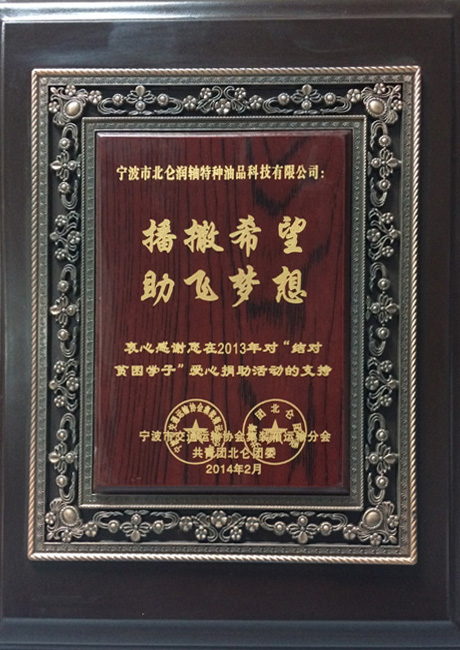 宁波市北仑润轴特种油品科技有限公司：
播撒希望
助飞梦想
衷心感谢您在2013年对“结对
贫困学子”爱心捐助活动的支持
宁波市交通运输协会集装箱运输分会
共青团北仑团委
2014年2月